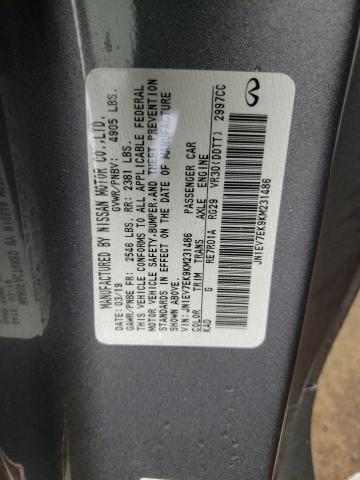 MANUFACTURED BY NISSAN MOTOR CO.,LTD.
DATE: 03/19 GVWR/PNBV: 4905 LBS.
GAWR/PNBE FR: 2546 LBS. RR: 2381 LBS.
THIS VEHICLE CONFORMS TO ALL APPLICABLE FEDERAL
MOTOR VEHICLE SAFETY,BUMPER,AND THEFT PREVENTION
STANDARDS IN EFFECT ON THE DATE OF MANUFACTURE
SHOWN ABOVE.
VIN: JN1EV7EK9KM231486 PASSENGER CAR
COLOR TRIM TRANS AXLE ENGINE
KAD G RE7R01A RG29 VR30(DDTT) 2997CC
JN1EV7EK9KM231486